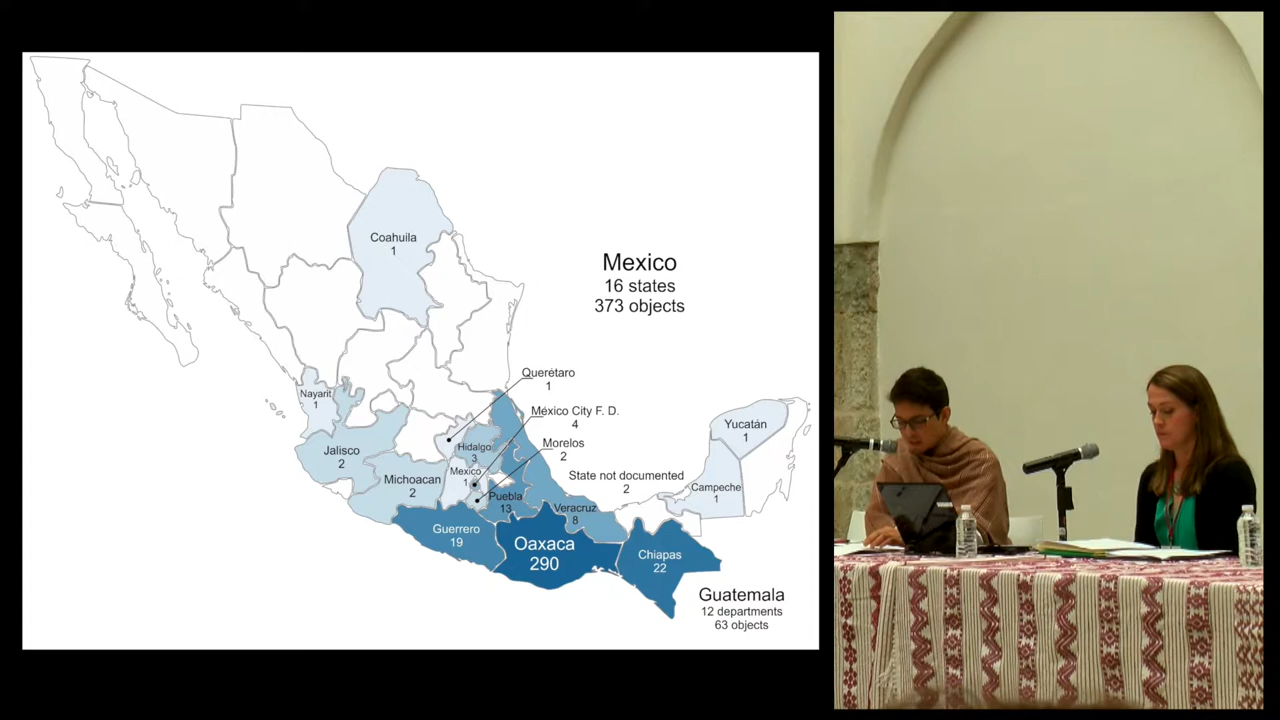 Coahuila
1
Mexico
16 states
373 objects
Querétaro
1
Nayarit
1
México City F. D.
4
Yucatán
1
Morelos
2
Hidalgo
3
Jalisco
2
Mexico
1
Michoacan
2
State not documented
2
Campeche
1
Puebla
13
Veracruz
8
Guerrero
19
Oaxaca
290
Chiapas
22
Guatemala
12 departments
63 objects